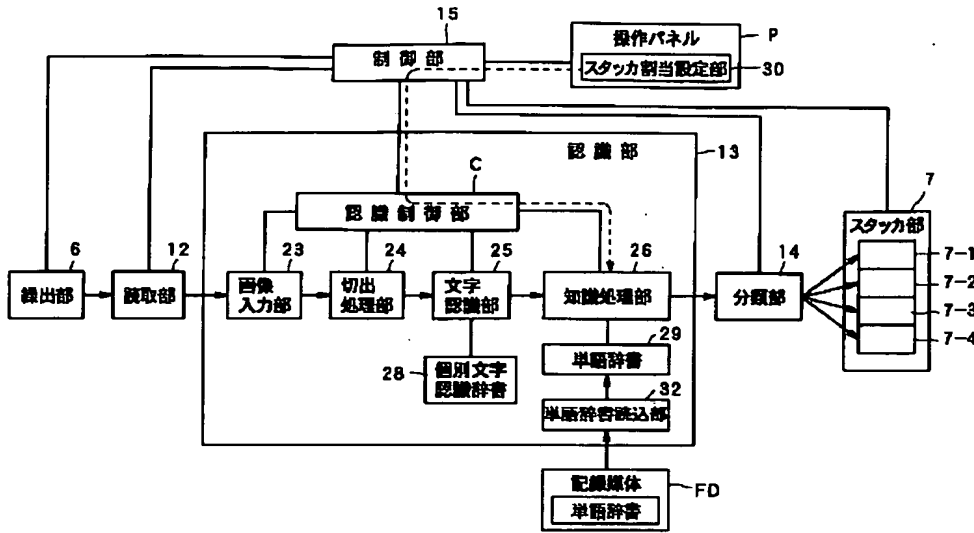 15
制御部
操作パネル
P
スタッカ割当設定部
30
認識部
13
C
認識制御部
7
スタッカ部
6
繰出部
12
読取部
23
画像
入力部
24
切出
処理部
25
文字
認識部
26
知識処理部
14
分類部
7-1
7-2
7-3
7-4
28
個別文字
認識辞書
29
単語辞書
32
単語辞書読込部
記録媒体
FD
単語辞書